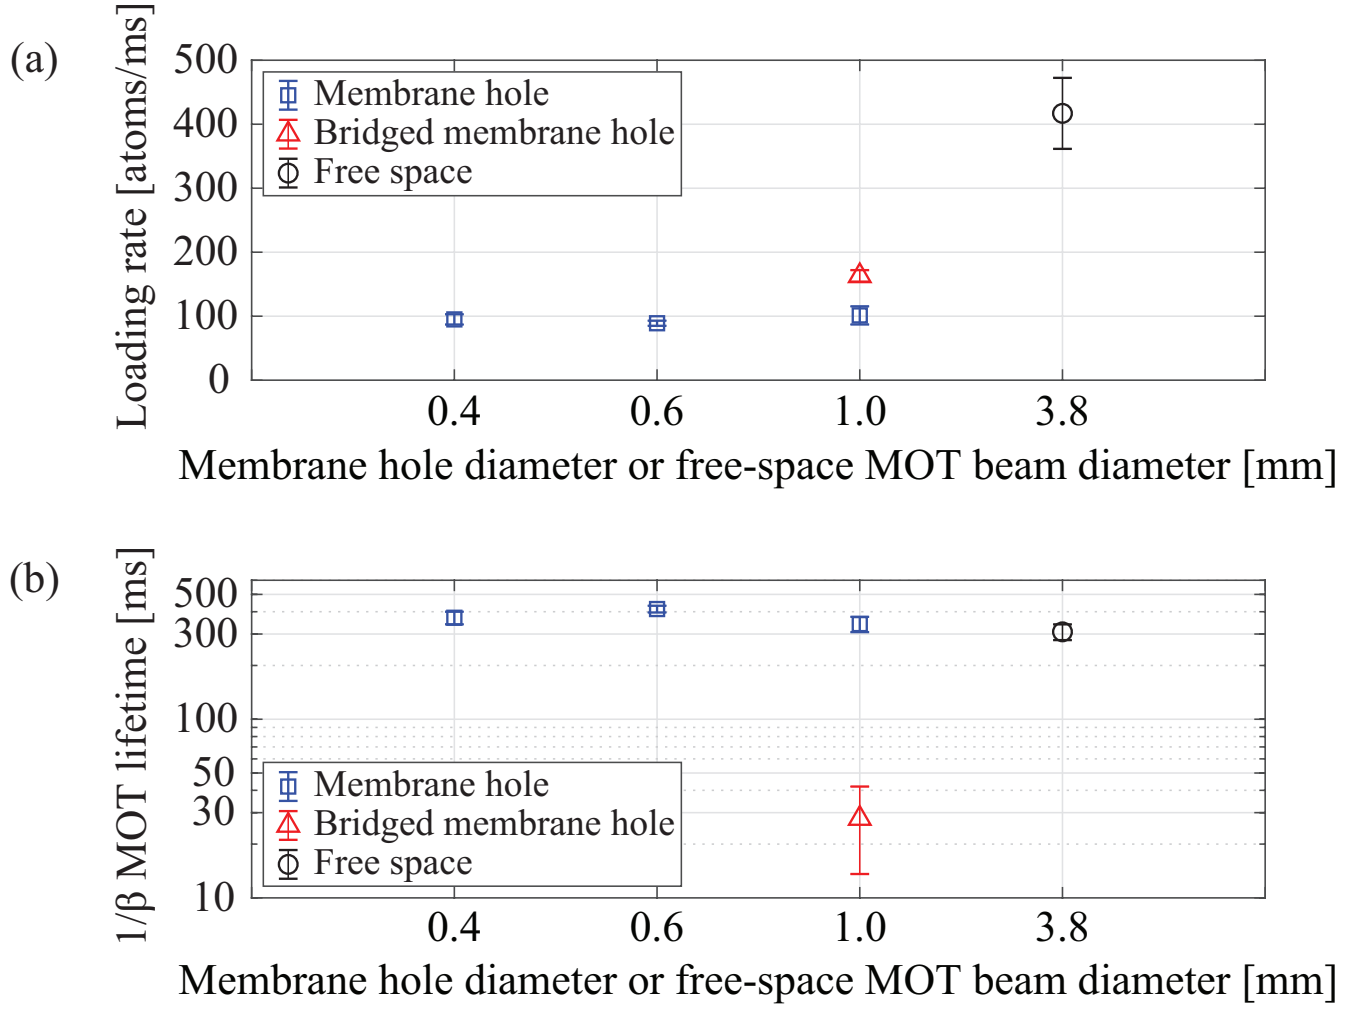 (a)
Loading rate [atoms/ms]
500
400
300
200
100
0
Membrane hole
Bridged membrane hole
Free space
0.4 0.6 1.0 3.8
Membrane hole diameter or free-space MOT beam diameter [mm]
(b)
1/β MOT lifetime [ms]
500
300
100
50
30
10
Membrane hole
Bridged membrane hole
Free space
0.4 0.6 1.0 3.8
Membrane hole diameter or free-space MOT beam diameter [mm]